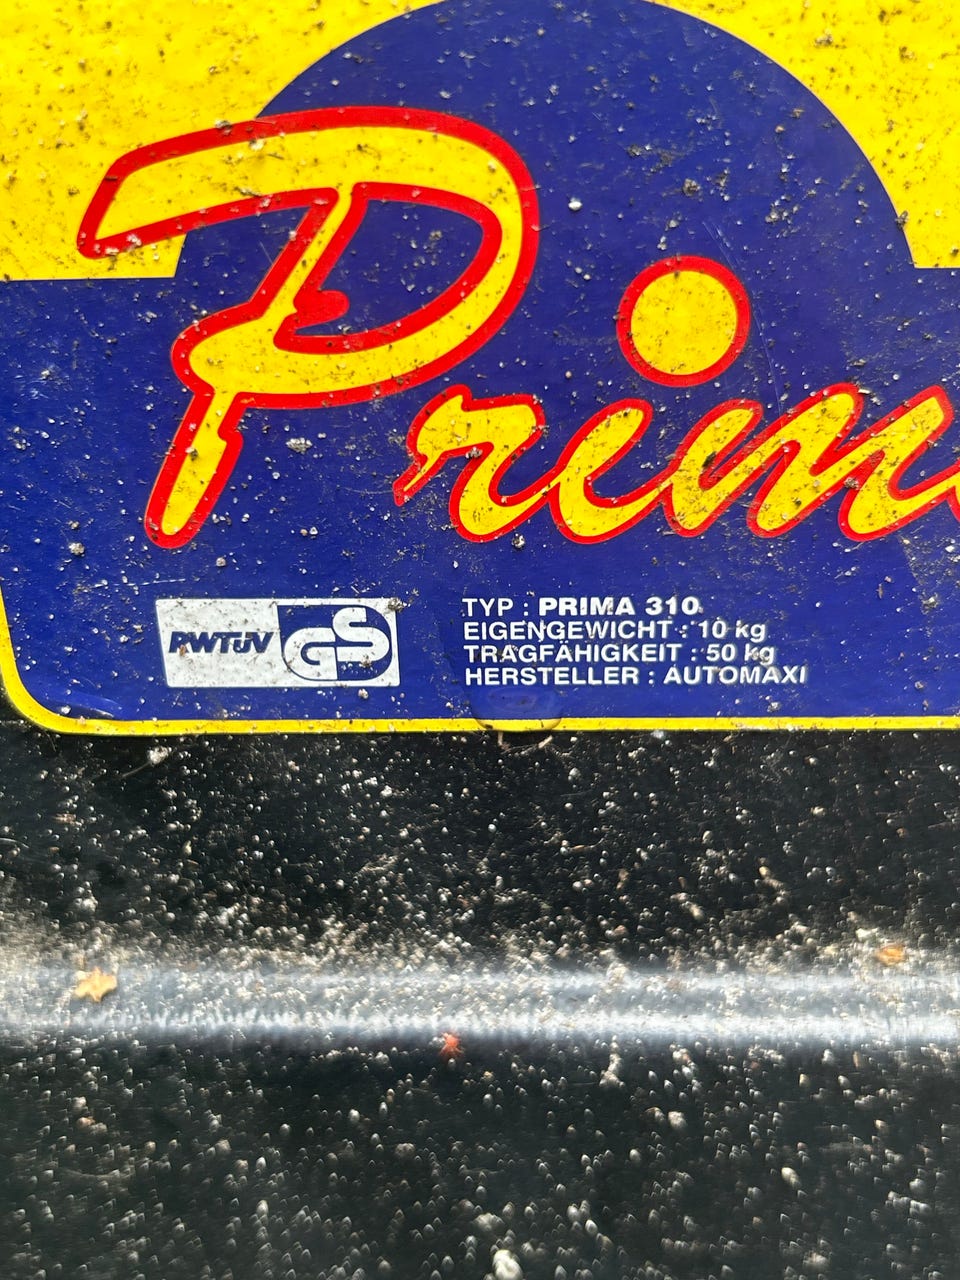 Prim
RWTÜV GS
TYP : PRIMA 310
EIGENGEWICHT : 10 kg
TRAGFÄHIGKEIT : 50 kg
HERSTELLER : AUTOMAXI